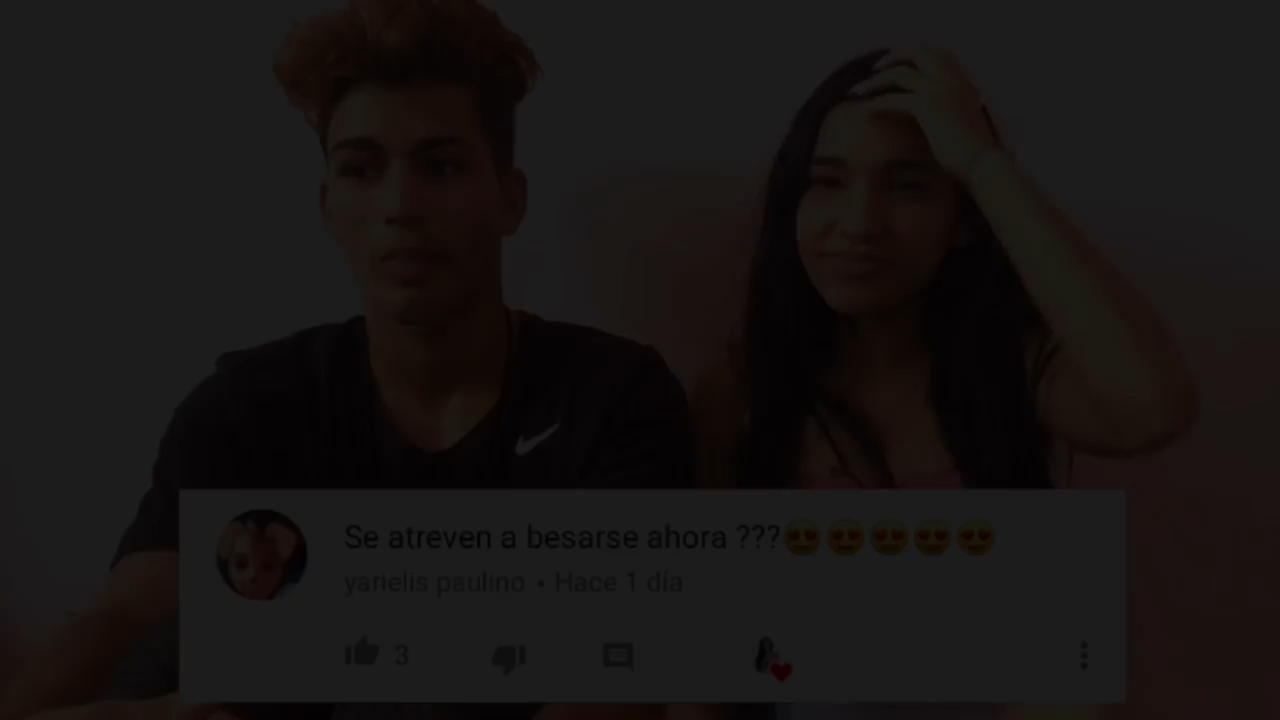 Se atreven a besarse ahora ???😍😍😍😍😍
yarielis paulino • Hace 1 día
3